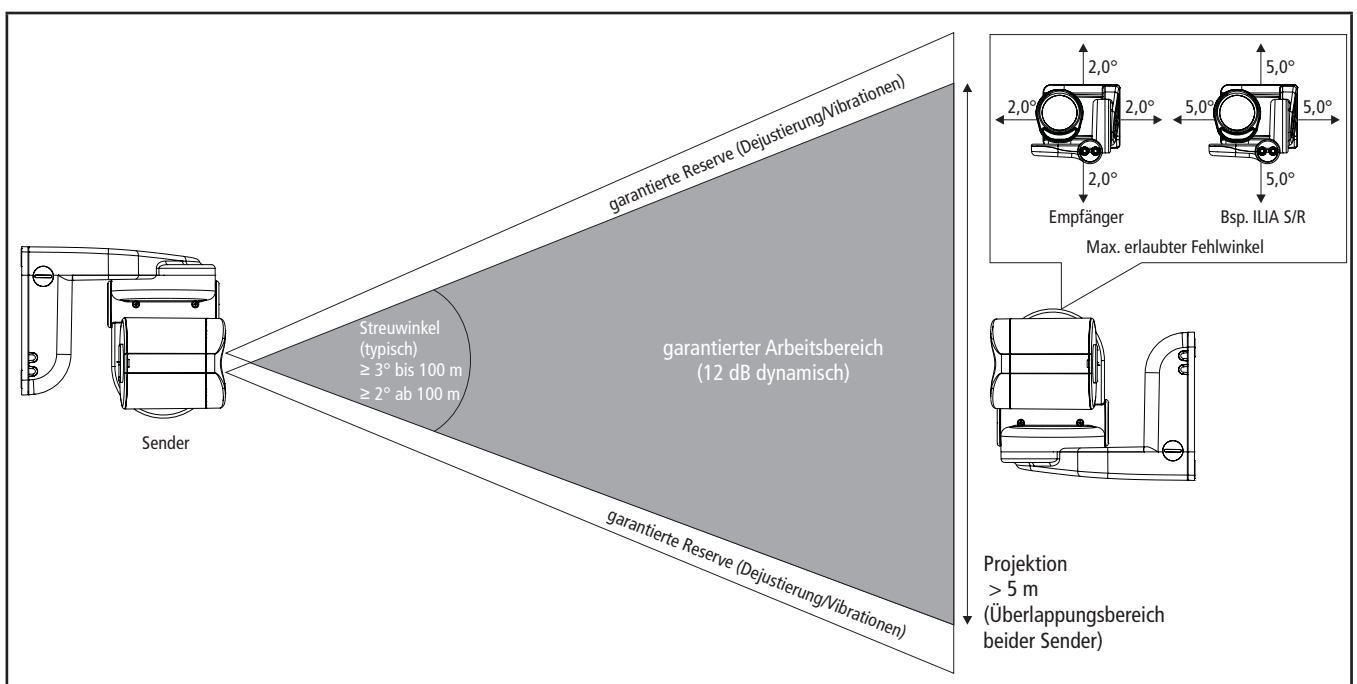 garantierte Reserve (Dejustierung/Vibrationen)
2,0°
2,0°
2,0°
2,0°
Empfänger
5,0°
5,0°
5,0°
5,0°
Bsp. ILIA S/R
Max. erlaubter Fehlwinkel
Streuwinkel
(typisch)
≥ 3° bis 100 m
≥ 2° ab 100 m
garantierter Arbeitsbereich
(12 dB dynamisch)
Sender
garantierte Reserve (Dejustierung/Vibrationen)
Projektion
> 5 m
(Überlappungsbereich
beider Sender)